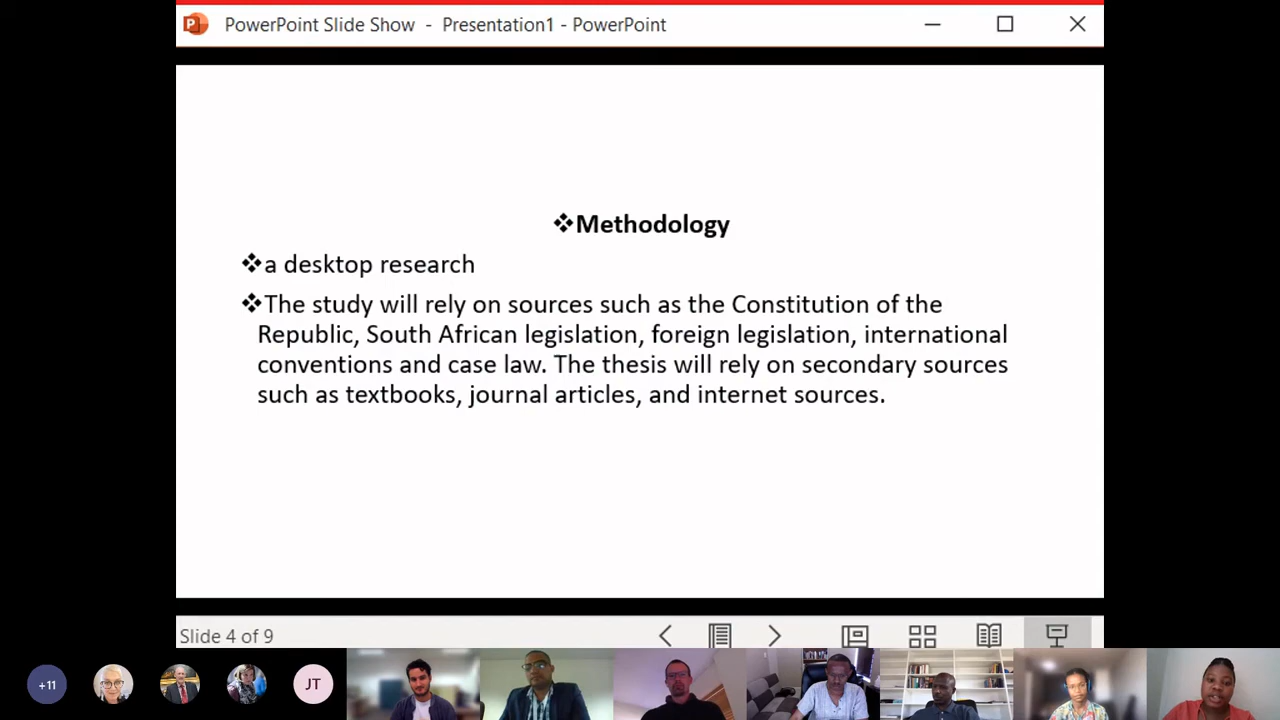 PowerPoint Slide Show - Presentation1 - PowerPoint
❖Methodology
❖a desktop research
❖The study will rely on sources such as the Constitution of the
Republic, South African legislation, foreign legislation, international
conventions and case law. The thesis will rely on secondary sources
such as textbooks, journal articles, and internet sources.
Slide 4 of 9
+11
JT